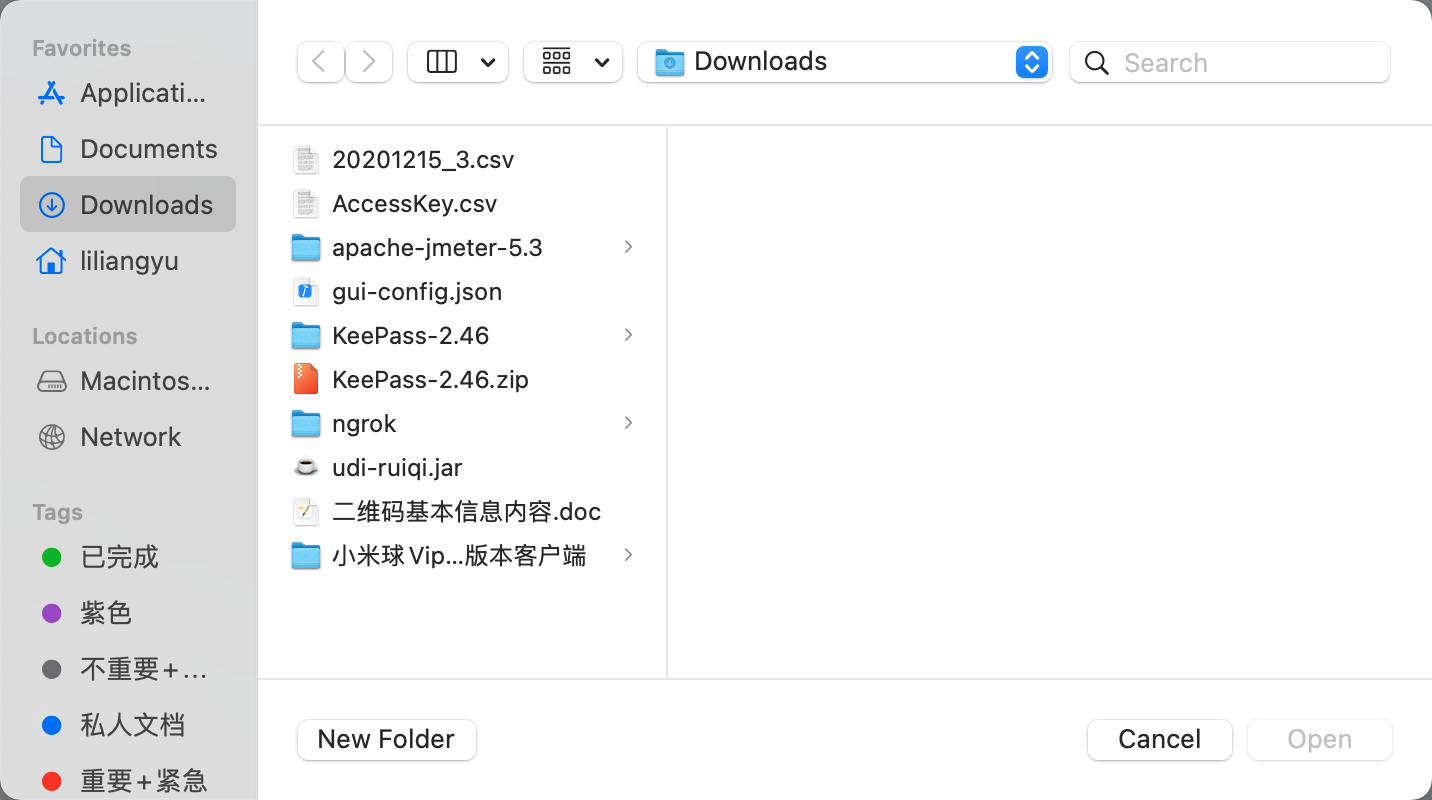 Favorites
Applicati...
Documents
Downloads
liliangyu
Locations
Macintos...
Network
Tags
已完成
紫色
不重要+...
私人文档
重要+紧急
Downloads
Search
20201215_3.csv
AccessKey.csv
apache-jmeter-5.3
gui-config.json
KeePass-2.46
KeePass-2.46.zip
ngrok
udi-ruiqi.jar
二维码基本信息内容.doc
小米球Vip...版本客户端
New Folder
Cancel
Open